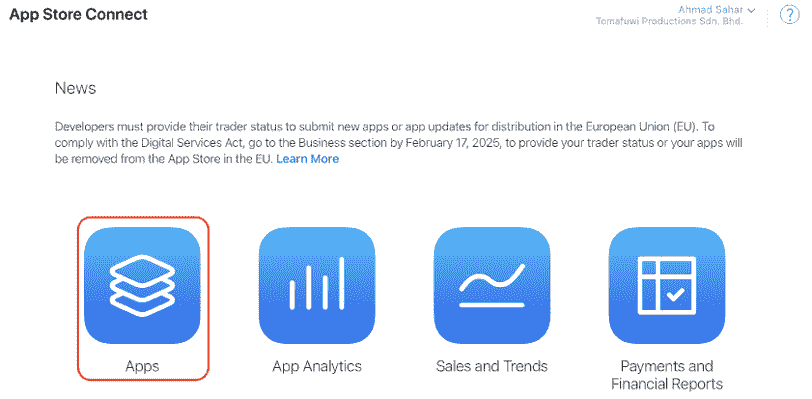 App Store Connect
Ahmad Sahar
Tomafuwi Productions Sdn. Bhd.
?
News
Developers must provide their trader status to submit new apps or app updates for distribution in the European Union (EU). To
comply with the Digital Services Act, go to the Business section by February 17, 2025, to provide your trader status or your apps will
be removed from the App Store in the EU. Learn More
Apps
App Analytics
Sales and Trends
Payments and
Financial Reports